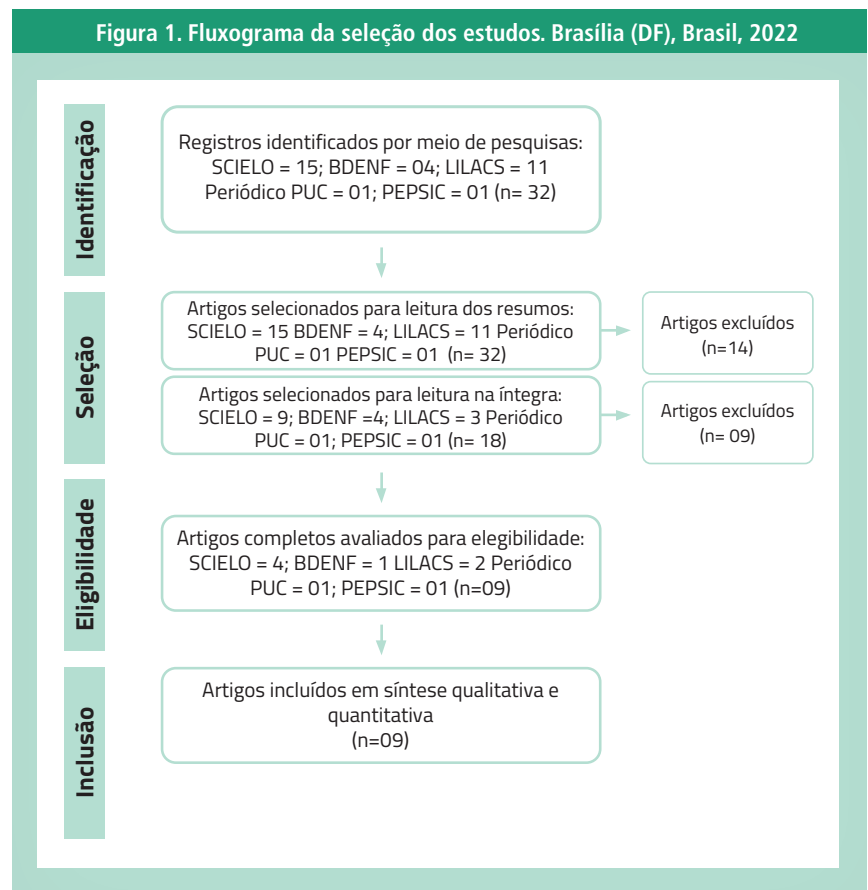 Figura 1. Fluxograma da seleção dos estudos. Brasília (DF), Brasil, 2022
Identificação
Registros identificados por meio de pesquisas:
SCIELO = 15; BDENF = 04; LILACS = 11
Periódico PUC = 01; PEPSIC = 01 (n= 32)
Seleção
Artigos selecionados para leitura dos resumos:
SCIELO = 15 BDENF = 4; LILACS = 11 Periódico
PUC = 01 PEPSIC = 01 (n= 32)
Artigos excluídos
(n=14)
Artigos selecionados para leitura na íntegra:
SCIELO = 9; BDENF =4; LILACS = 3 Periódico
PUC = 01; PEPSIC = 01 (n= 18)
Artigos excluídos
(n= 09)
Eligibilidade
Artigos completos avaliados para elegibilidade:
SCIELO = 4; BDENF = 1 LILACS = 2 Periódico
PUC = 01; PEPSIC = 01 (n=09)
Inclusão
Artigos incluídos em síntese qualitativa e
quantitativa
(n=09)